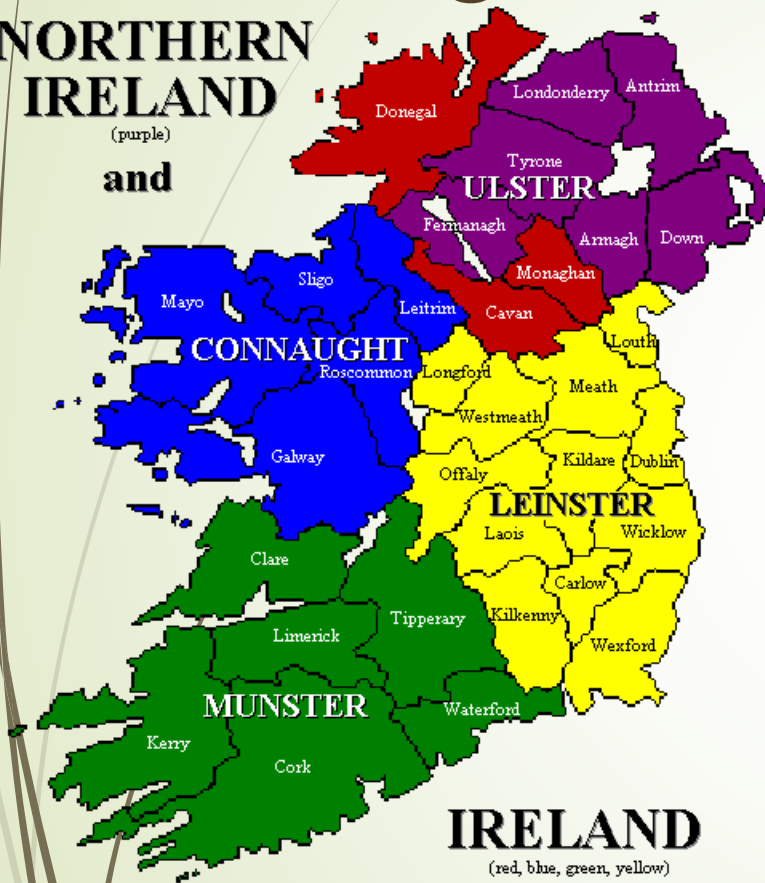 NORTHERN
IRELAND
(purple)
and
Donegal
Londonderry
Antrim
Tyrone
ULSTER
Fermanagh
Armagh
Down
Monaghan
Cavan
Sligo
Mayo
Leitrim
CONNAUGHT
Roscommon
Galway
Louth
Longford
Meath
Westmeath
Offaly
Kildare
Dublin
LEINSTER
Laois
Wicklow
Carlow
Kilkenny
Wexford
Clare
Tipperary
Limerick
MUNSTER
Waterford
Kerry
Cork
IRELAND
(red, blue, green, yellow)